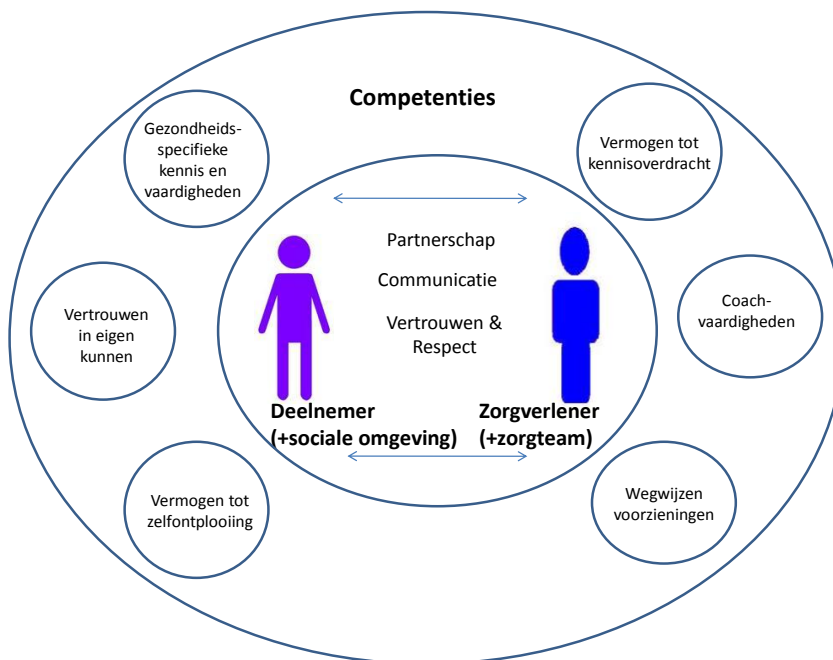 Competenties
Gezondheids-
specifieke
kennis en
vaardigheden
Vermogen tot
kennisoverdracht
Partnerschap
Communicatie
Vertrouwen &
Respect
Vertrouwen
in eigen
kunnen
Coach-
vaardigheden
Deelnemer
(+sociale omgeving)
Zorgverlener
(+zorgteam)
Vermogen tot
zelfontplooiing
Wegwijzen
voorzieningen